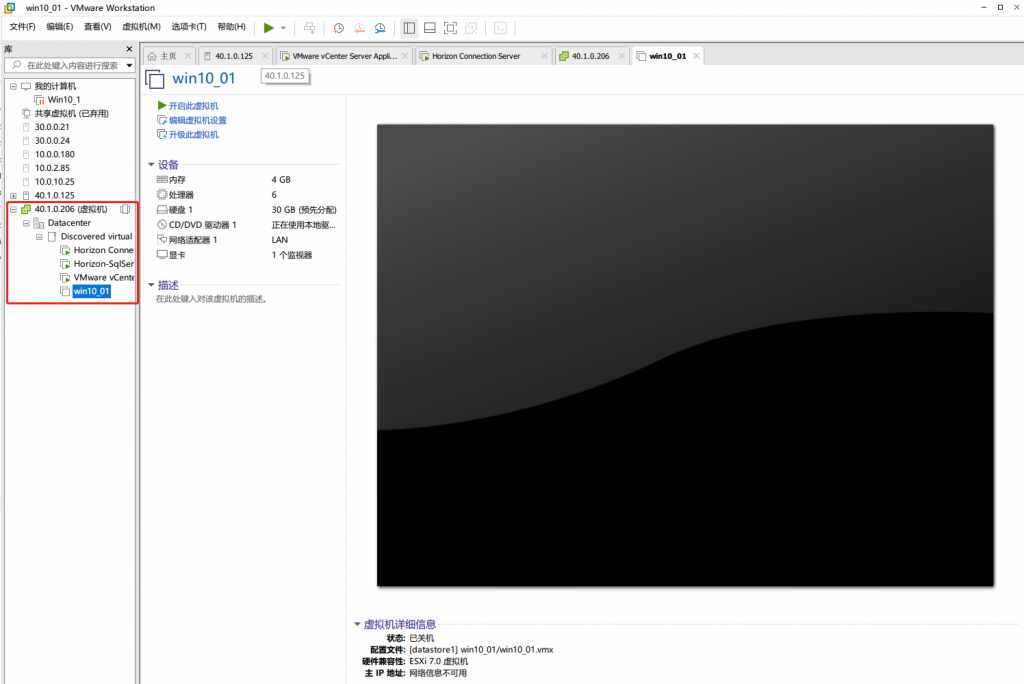 win10_01 - VMware Workstation
文件(F) 编辑(E) 查看(V) 虚拟机(M) 选项卡(T) 帮助(H)
库
在此处键入内容进行搜索
我的计算机
Win10_1
共享虚拟机 (已弃用)
30.0.0.21
30.0.0.24
10.0.0.180
10.0.2.85
10.0.10.25
40.1.0.125
40.1.0.206 (虚拟机)
Datacenter
Discovered virtual
Horizon Conne
Horizon-SqlSer
VMware vCente
win10_01
主页 40.1.0.125 VMware vCenter Server Appli... Horizon Connection Server 40.1.0.206 win10_01
win10_01
40.1.0.125
开启此虚拟机
编辑虚拟机设置
升级此虚拟机
设备
内存 4 GB
处理器 6
硬盘 1 30 GB (预先分配)
CD/DVD 驱动器 1 正在使用本地驱...
网络适配器 1 LAN
显卡 1 个监视器
描述
在此处键入对该虚拟机的描述。
虚拟机详细信息
状态: 已关机
配置文件: [datastore1] win10_01/win10_01.vmx
硬件兼容性: ESXi 7.0 虚拟机
主 IP 地址: 网络信息不可用